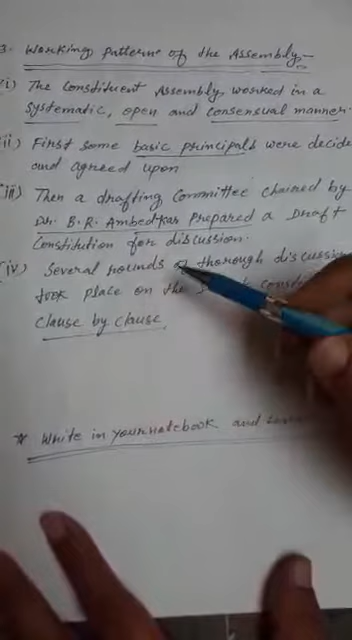 3. Working patterns of the Assembly:-
(i) The Constituent Assembly worked in a
systematic, open and consensual manner.
(ii) First some basic principals were decide
and agreed upon
(iii) Then a drafting Committee chaired by
Dr. B.R. Ambedkar Prepared a Draft
Constitution for discussion.
(iv) Several rounds of thorough discussion
took place on the
Clause by clause.
* Write in your notebook and